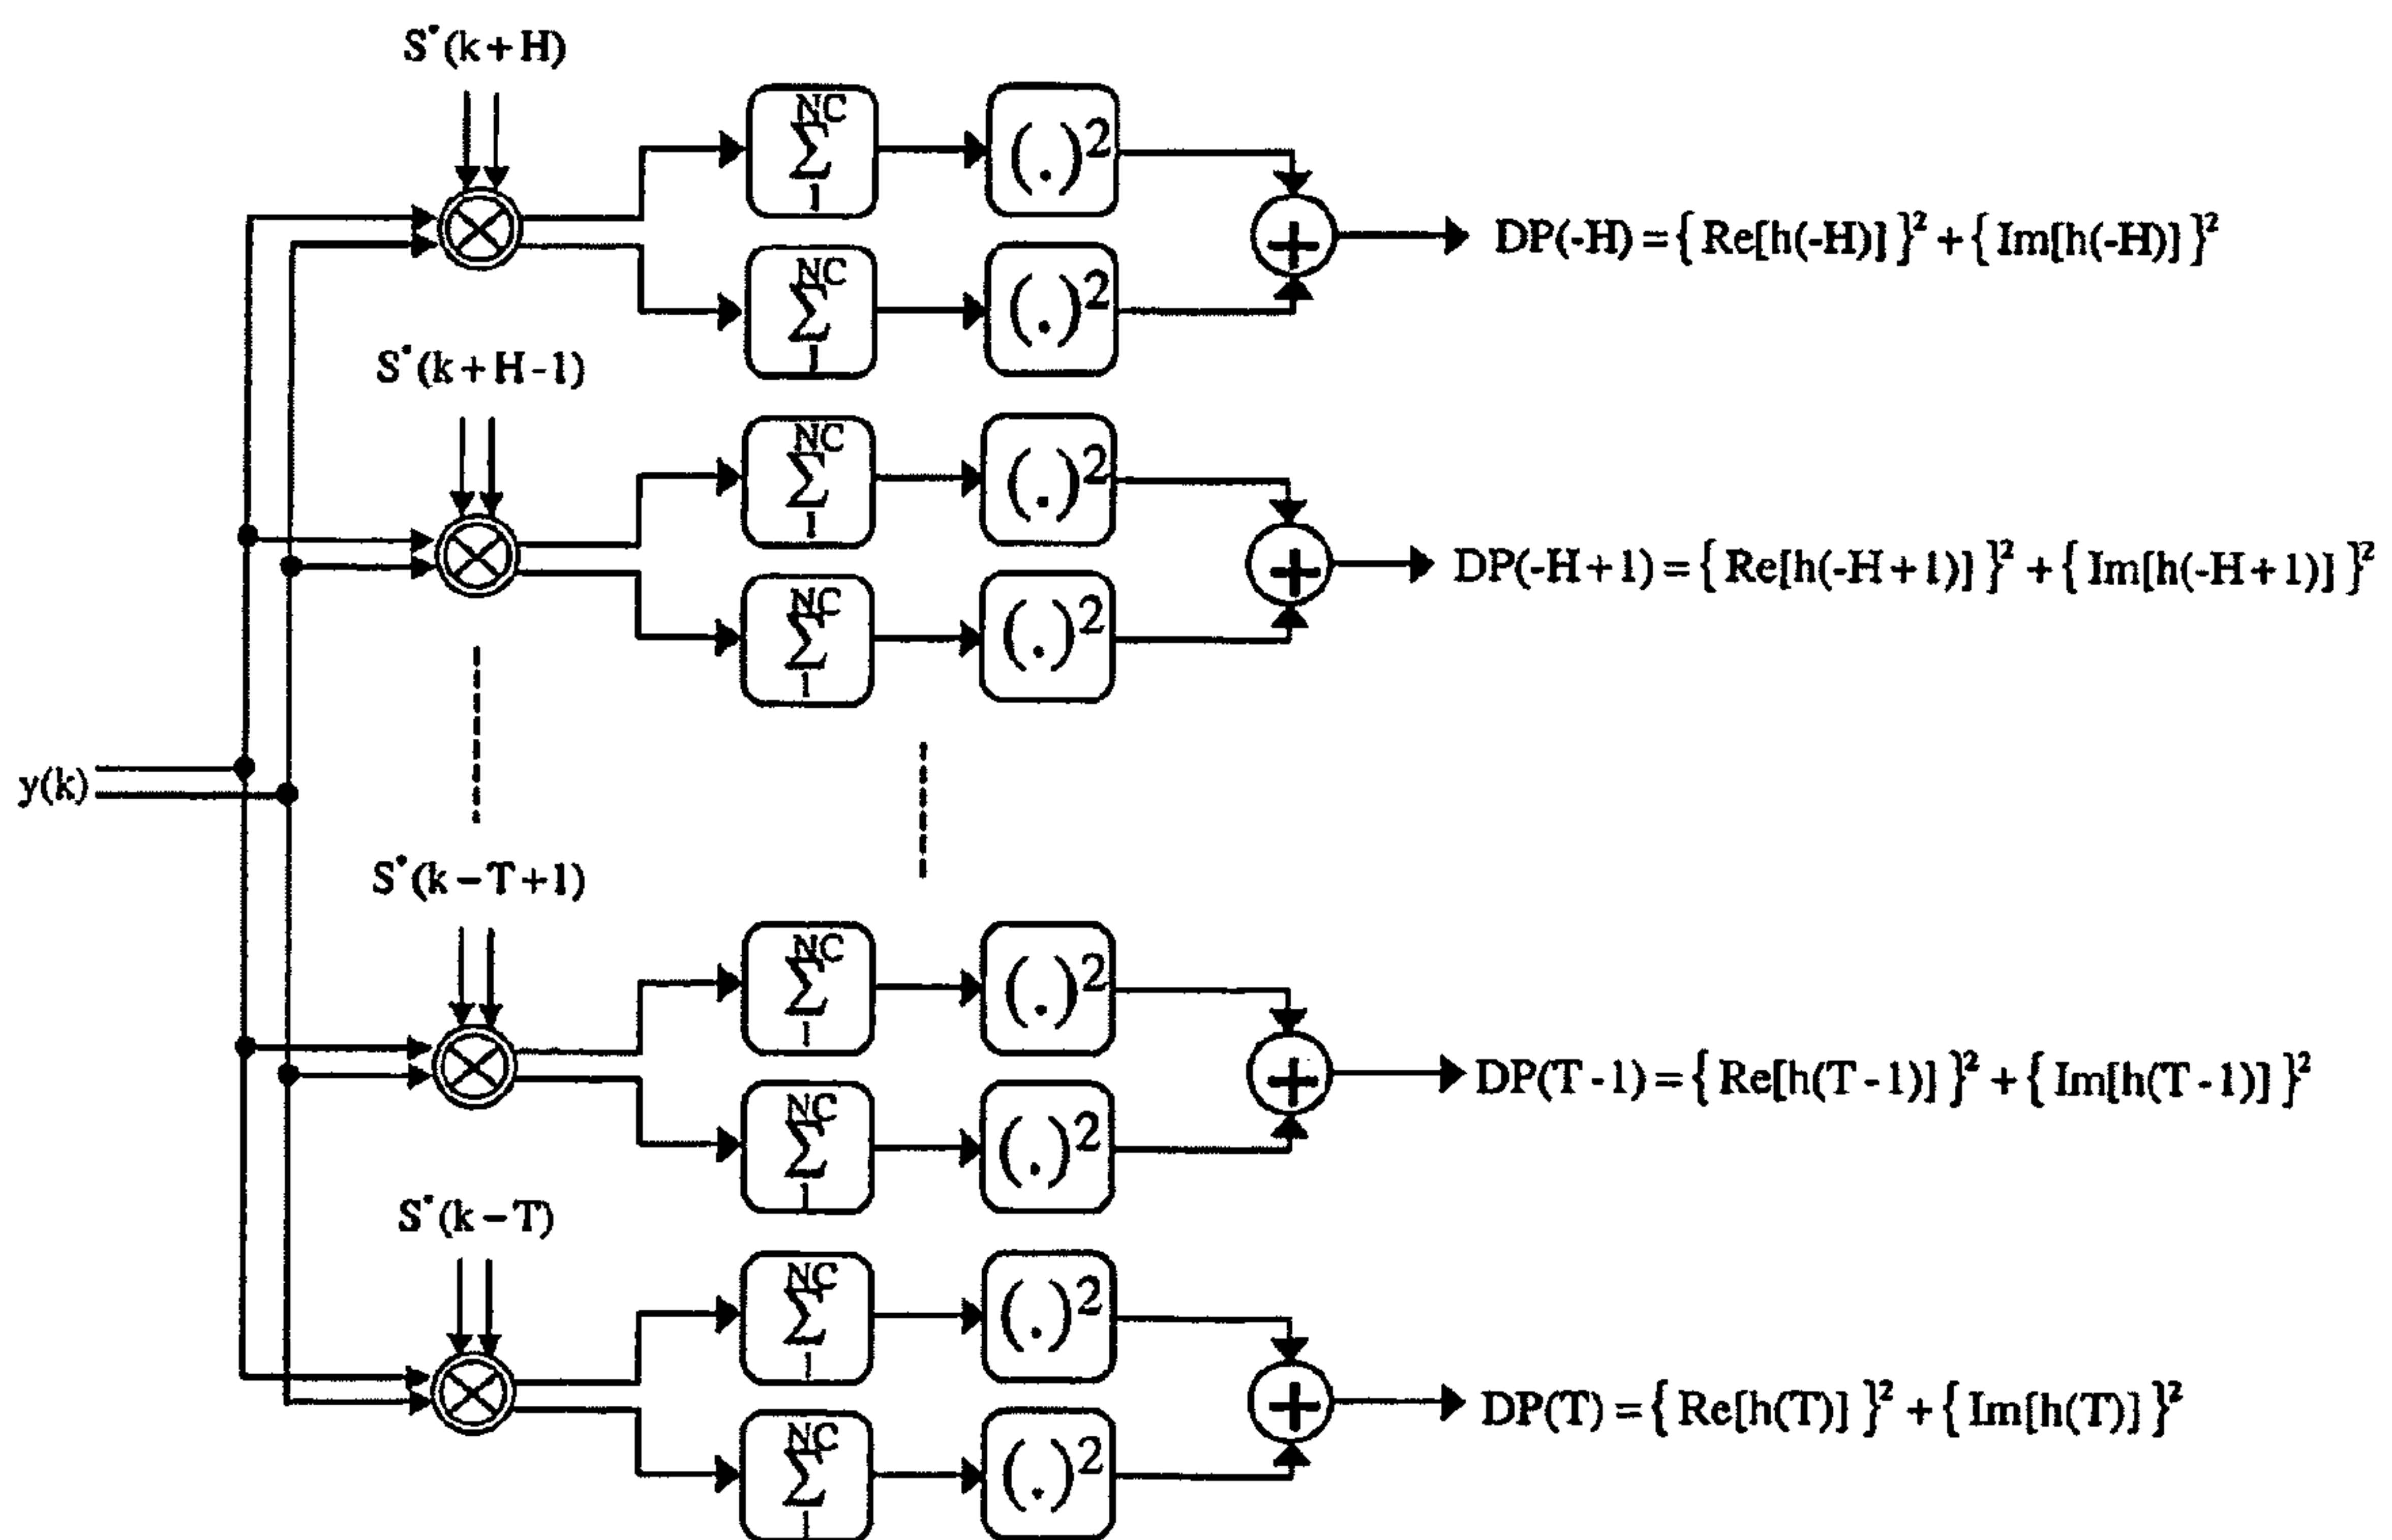 S*(k + H)
NC
Σ
1
(.)²
DP(-H) = { Re[h(-H)] }² + { Im[h(-H)] }²
NC
Σ
1
(.)²
S*(k + H - 1)
NC
Σ
1
(.)²
DP(-H + 1) = { Re[h(-H + 1)] }² + { Im[h(-H + 1)] }²
NC
Σ
1
(.)²
y(k)
S*(k – T + 1)
NC
Σ
1
(.)²
DP(T - 1) = { Re[h(T - 1)] }² + { Im[h(T - 1)] }²
NC
Σ
1
(.)²
S*(k – T)
NC
Σ
1
(.)²
DP(T) = { Re[h(T)] }² + { Im[h(T)] }²
NC
Σ
1
(.)²